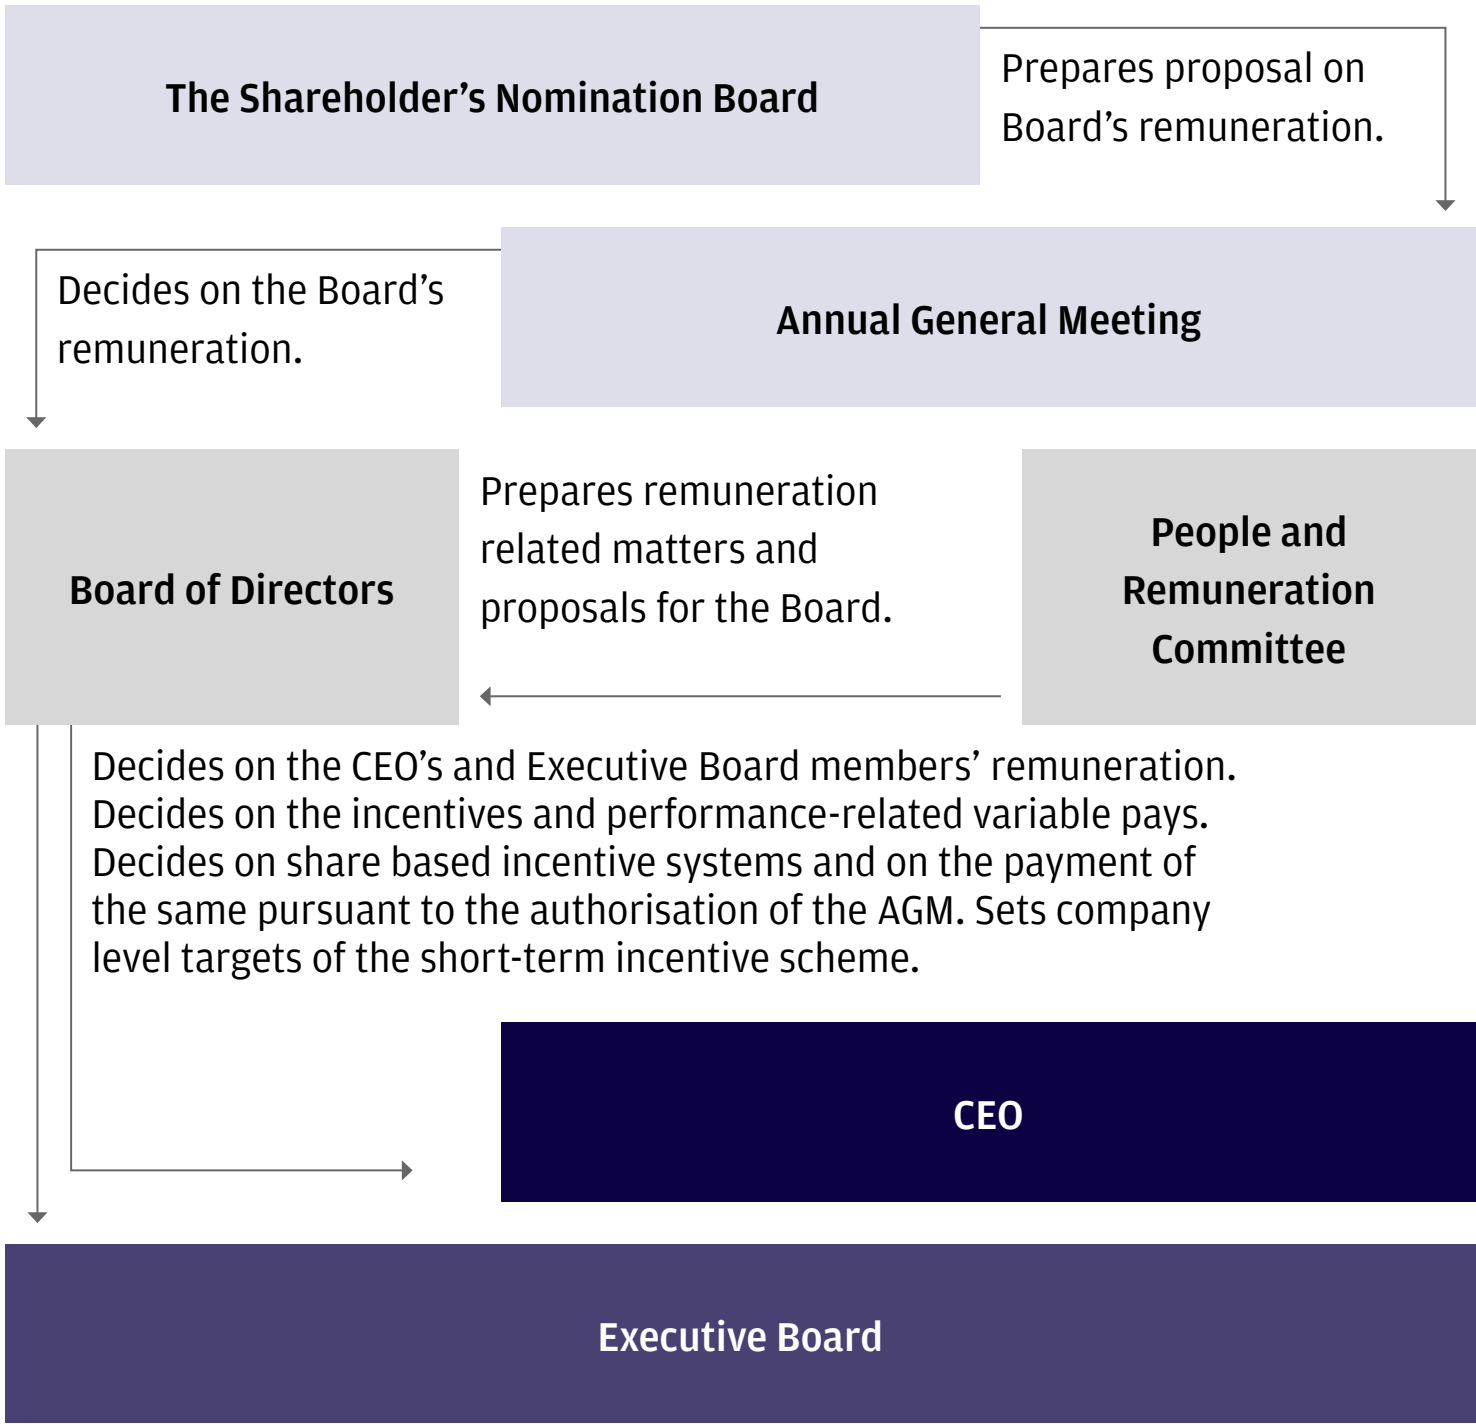 The Shareholder’s Nomination Board
Prepares proposal on
Board’s remuneration.
Decides on the Board’s
remuneration.
Annual General Meeting
Board of Directors
Prepares remuneration
related matters and
proposals for the Board.
People and
Remuneration
Committee
Decides on the CEO’s and Executive Board members’ remuneration.
Decides on the incentives and performance-related variable pays.
Decides on share based incentive systems and on the payment of
the same pursuant to the authorisation of the AGM. Sets company
level targets of the short-term incentive scheme.
CEO
Executive Board